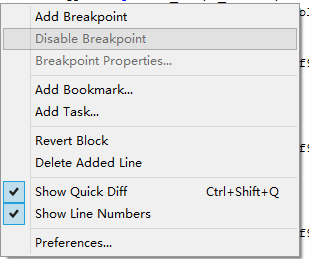 Add Breakpoint
Disable Breakpoint
Breakpoint Properties...
Add Bookmark...
Add Task...
Revert Block
Delete Added Line
Show Quick Diff Ctrl+Shift+Q
Show Line Numbers
Preferences...